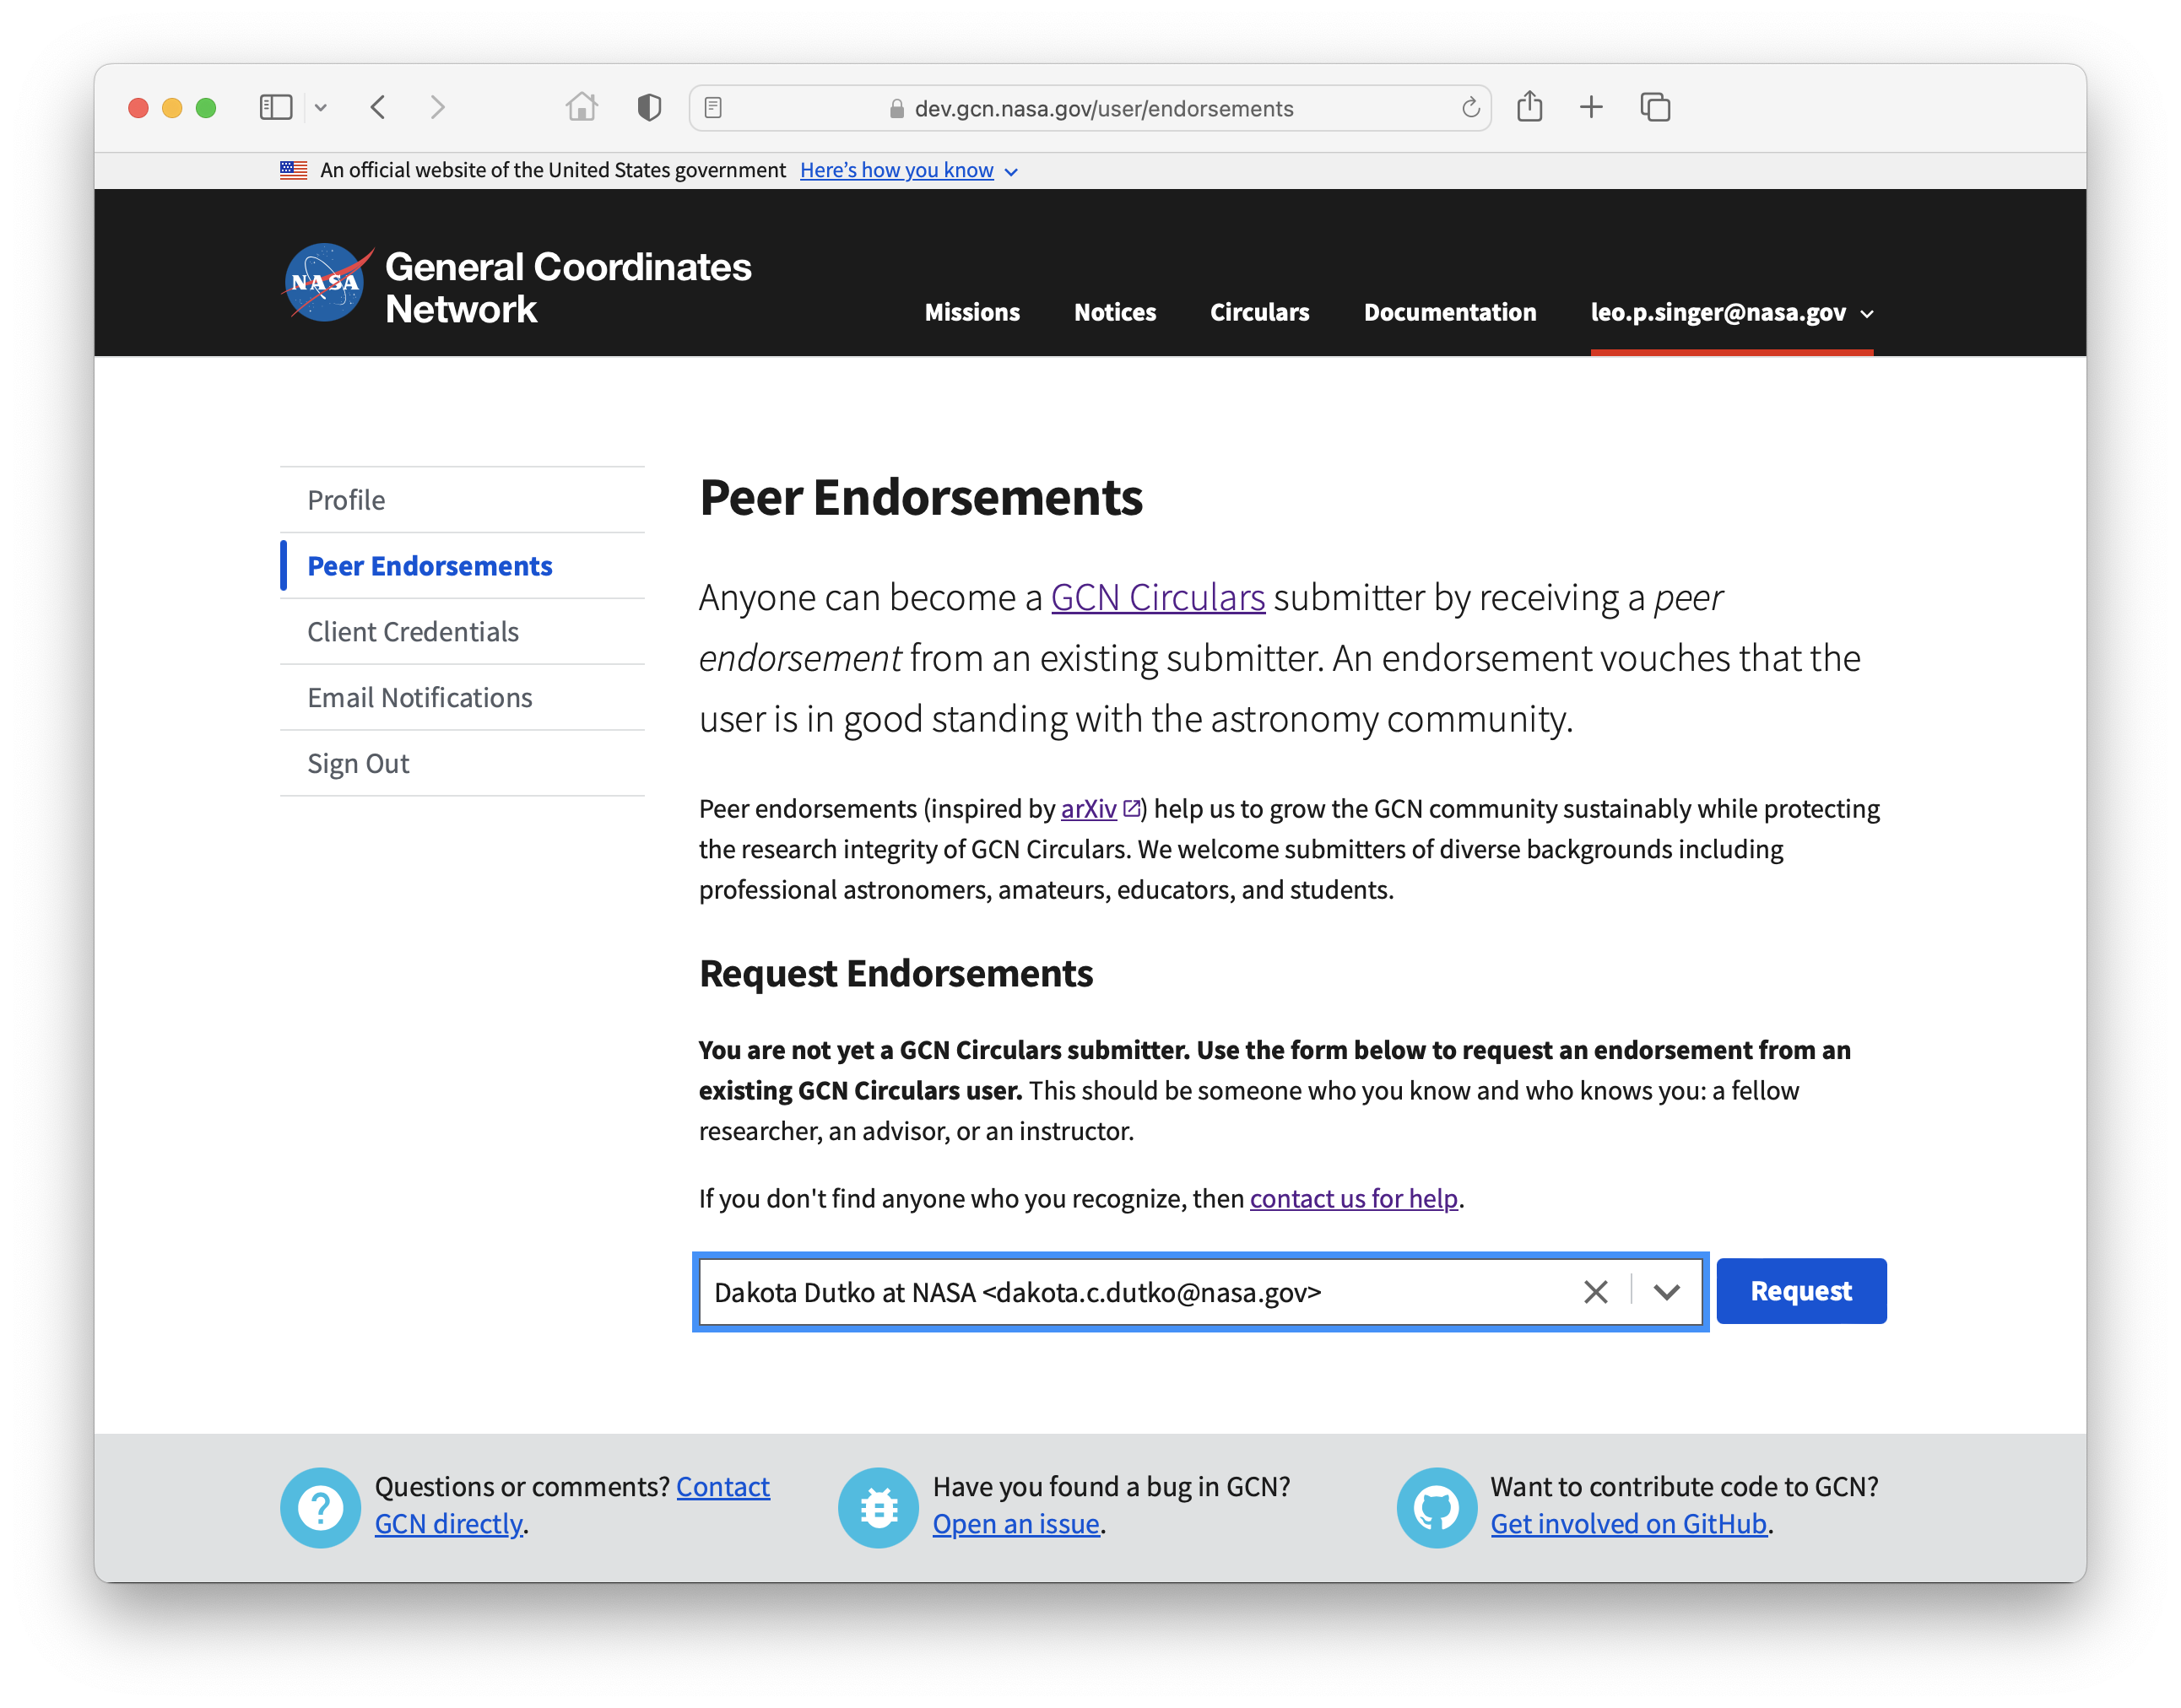 dev.gcn.nasa.gov/user/endorsements
An official website of the United States government Here’s how you know
NASA
General Coordinates
Network
Missions Notices Circulars Documentation leo.p.singer@nasa.gov
Profile
Peer Endorsements
Client Credentials
Email Notifications
Sign Out
Peer Endorsements
Anyone can become a GCN Circulars submitter by receiving a peer
endorsement from an existing submitter. An endorsement vouches that the
user is in good standing with the astronomy community.
Peer endorsements (inspired by arXiv) help us to grow the GCN community sustainably while protecting
the research integrity of GCN Circulars. We welcome submitters of diverse backgrounds including
professional astronomers, amateurs, educators, and students.
Request Endorsements
You are not yet a GCN Circulars submitter. Use the form below to request an endorsement from an
existing GCN Circulars user. This should be someone who you know and who knows you: a fellow
researcher, an advisor, or an instructor.
If you don't find anyone who you recognize, then contact us for help.
Dakota Dutko at NASA <dakota.c.dutko@nasa.gov>
Request
Questions or comments? Contact
GCN directly.
Have you found a bug in GCN?
Open an issue.
Want to contribute code to GCN?
Get involved on GitHub.